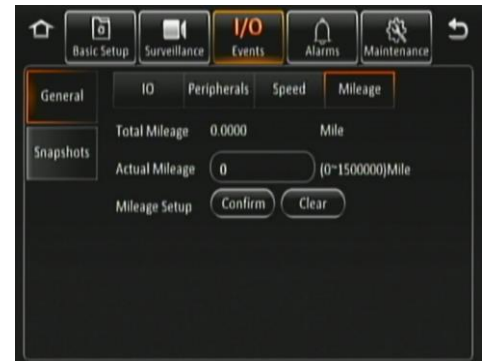 Basic Setup Surveillance I/O Events Alarms Maintenance
General IO Peripherals Speed Mileage
Snapshots
Total Mileage 0.0000 Mile
Actual Mileage 0 (0~1500000)Mile
Mileage Setup Confirm Clear